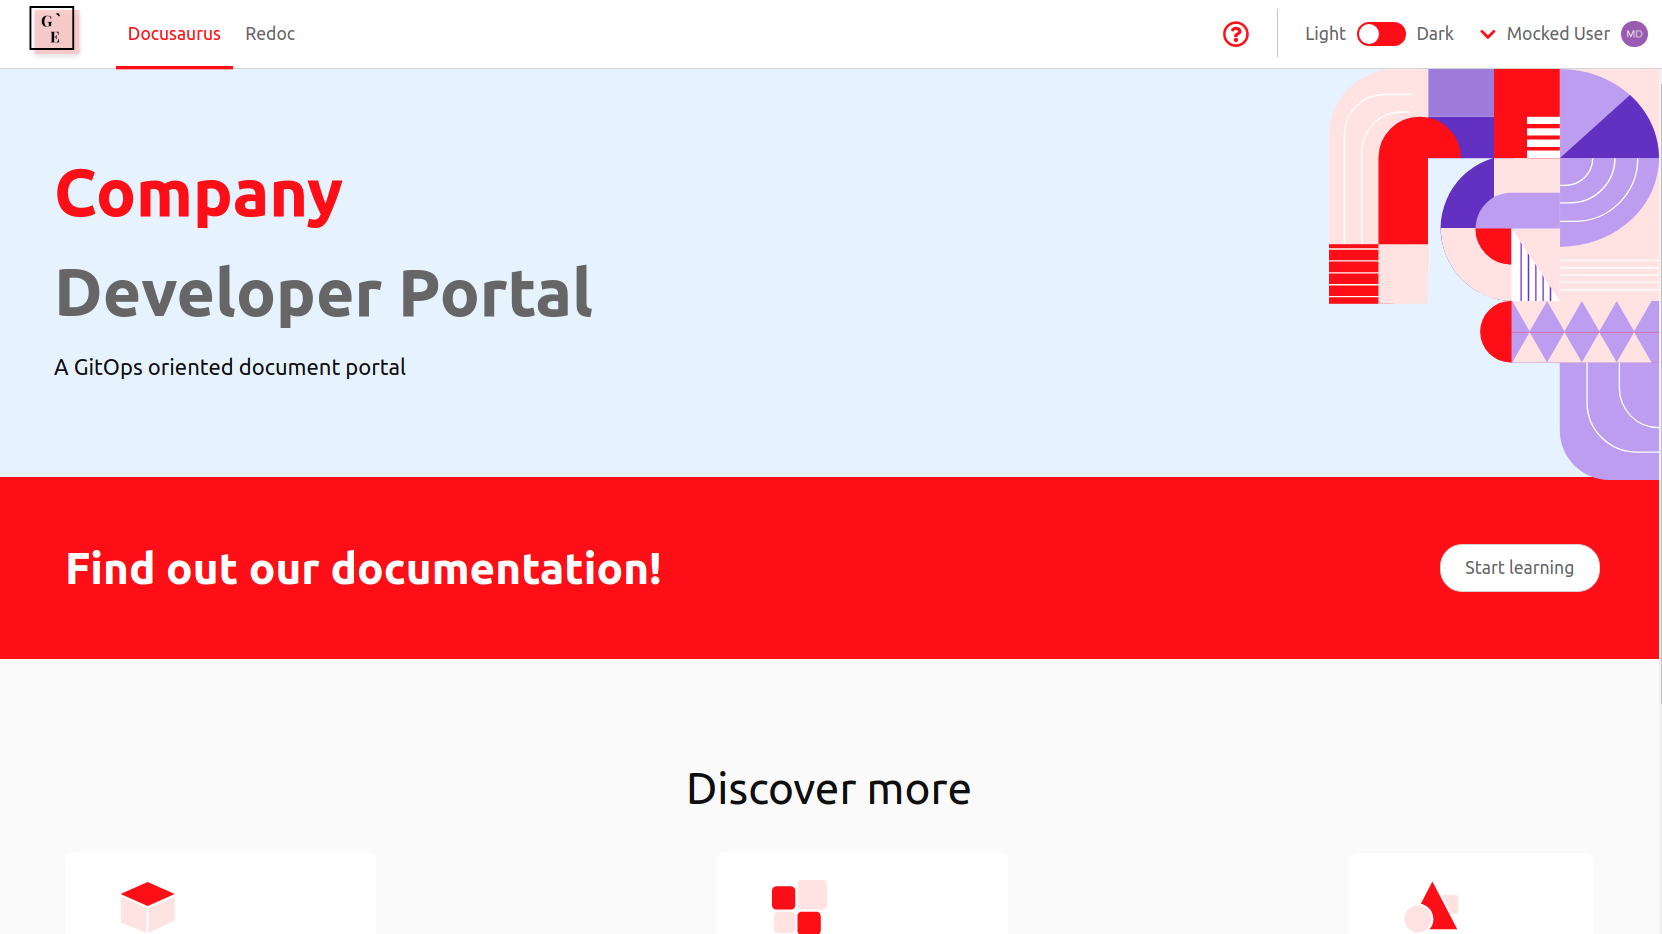 G`
E
Docusaurus
Redoc
Light
Dark
Mocked User
MD
Company
Developer Portal
A GitOps oriented document portal
Find out our documentation!
Start learning
Discover more